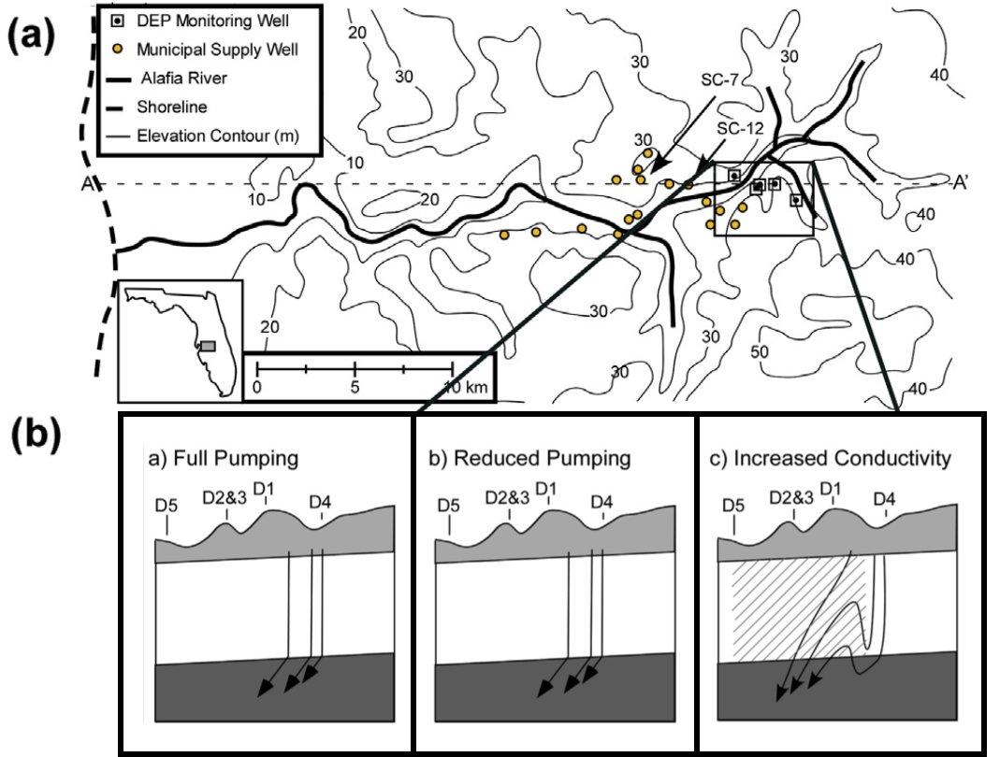 (a)
DEP Monitoring Well
Municipal Supply Well
Alafia River
Shoreline
Elevation Contour (m)
20
30
30
30
40
SC-7
SC-12
30
10
A
A'
10
20
40
40
30
20
30
50
30
40
0 5 10 km
(b)
a) Full Pumping
D5 D2&3 D1 D4
b) Reduced Pumping
D5 D2&3 D1 D4
c) Increased Conductivity
D5 D2&3 D1 D4